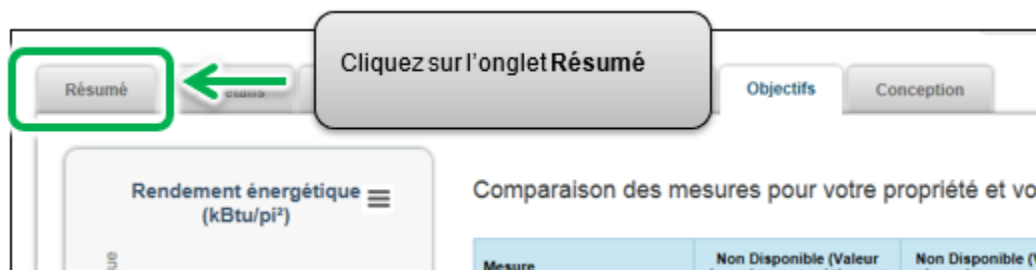 Cliquez sur l'onglet Résumé
Résumé
Objectifs
Conception
Rendement énergétique
(kBtu/pi²)
Comparaison des mesures pour votre propriété et
Mesure
Non Disponible (Valeur
Non Disponible